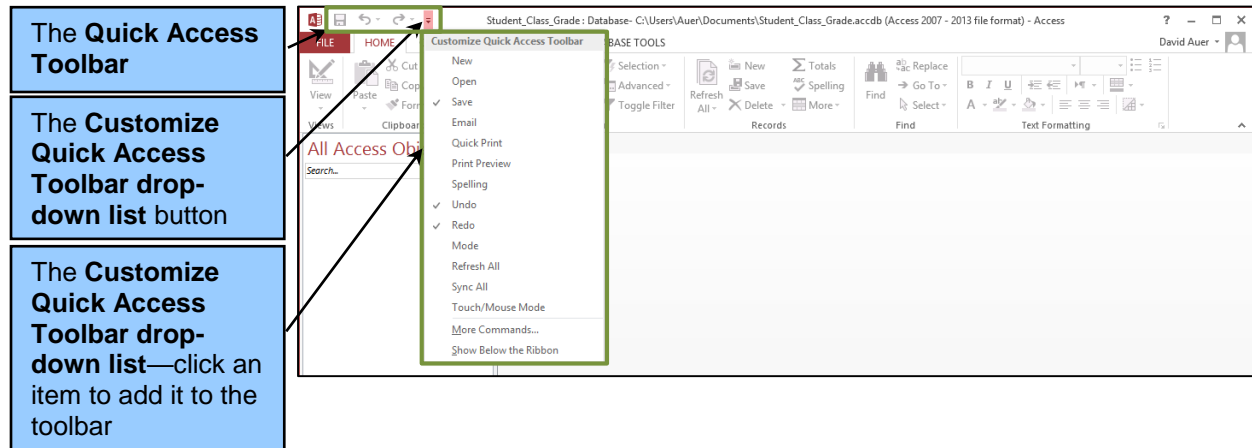 The Quick Access
Toolbar
The Customize
Quick Access
Toolbar drop-
down list button
The Customize
Quick Access
Toolbar drop-
down list—click an
item to add it to the
toolbar
Student_Class_Grade : Database- C:\Users\Auer\Documents\Student_Class_Grade.accdb (Access 2007 - 2013 file format) - Access
FILE HOME BASE TOOLS David Auer
Customize Quick Access Toolbar
New
Open
Save
Email
Quick Print
Print Preview
Spelling
Undo
Redo
Mode
Refresh All
Sync All
Touch/Mouse Mode
More Commands...
Show Below the Ribbon
View
Views
Paste
Cut
Cop
Form
Clipboar
Selection
Advanced
Toggle Filter
Refresh
All
New
Save
Delete
Totals
Spelling
More
Records
Find
Replace
Go To
Select
Find
B I U
A
Text Formatting
All Access Obj
Search...